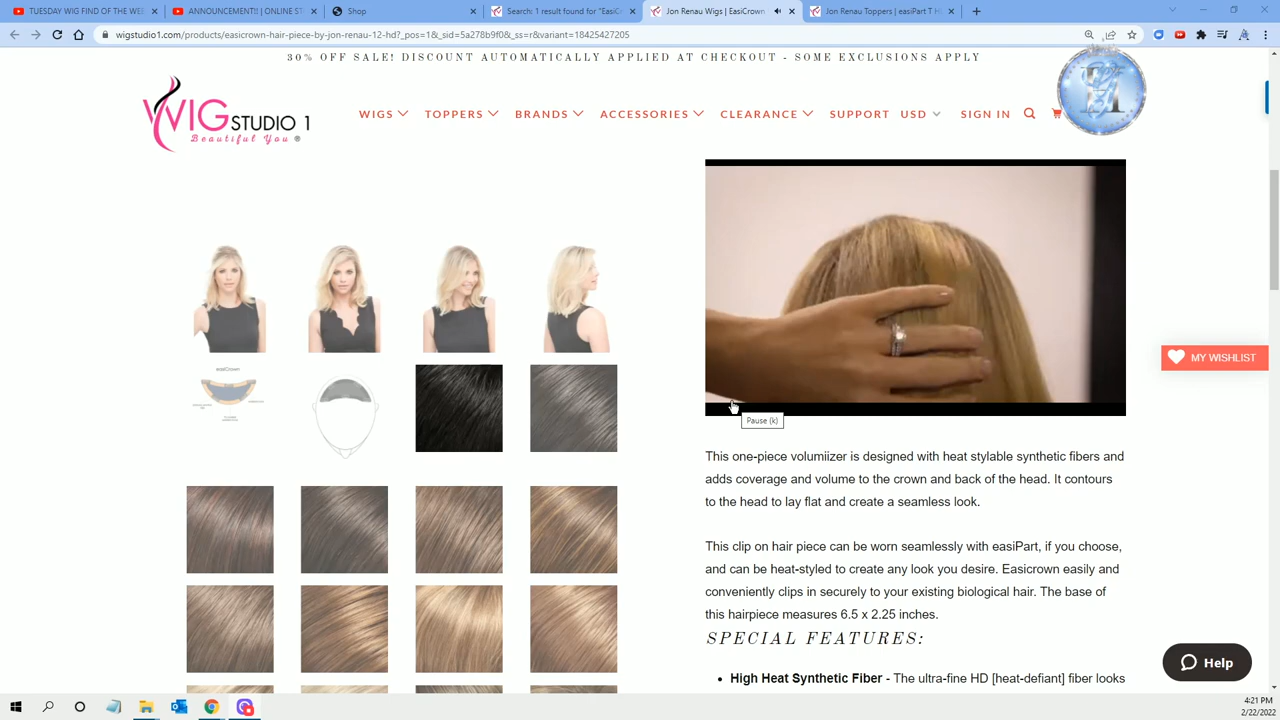 YOUTUBE_WIG FIND OF THE W
ANNOUNCEMENT!! | ONLINE ST
Shop
Search: 1 result found for "EasiCr
Jon Renau Wigs | EasiCrown
Jon Renau Toppers | easiPart T H
wigstudio1.com/products/easicrown-hair-piece-by-jon-renau-12-hd?_pos=1&_sid=5a278b9f0&_ss=r&variant=18425427205
30% OFF SALE! DISCOUNT AUTOMATICALLY APPLIED AT CHECKOUT - SOME EXCLUSIONS APPLY
WIGSTUDIO 1
Beautiful You ®
WIGS TOPPERS BRANDS ACCESSORIES CLEARANCE SUPPORT USD SIGN IN
easiCrown
Pause (k)
MY WISHLIST
This one-piece volumiizer is designed with heat stylable synthetic fibers and
adds coverage and volume to the crown and back of the head. It contours
to the head to lay flat and create a seamless look.
This clip on hair piece can be worn seamlessly with easiPart, if you choose,
and can be heat-styled to create any look you desire. Easicrown easily and
conveniently clips in securely to your existing biological hair. The base of
this hairpiece measures 6.5 x 2.25 inches.
SPECIAL FEATURES:
• High Heat Synthetic Fiber - The ultra-fine HD [heat-defiant] fiber looks
Help
4:21 PM
2/22/2022